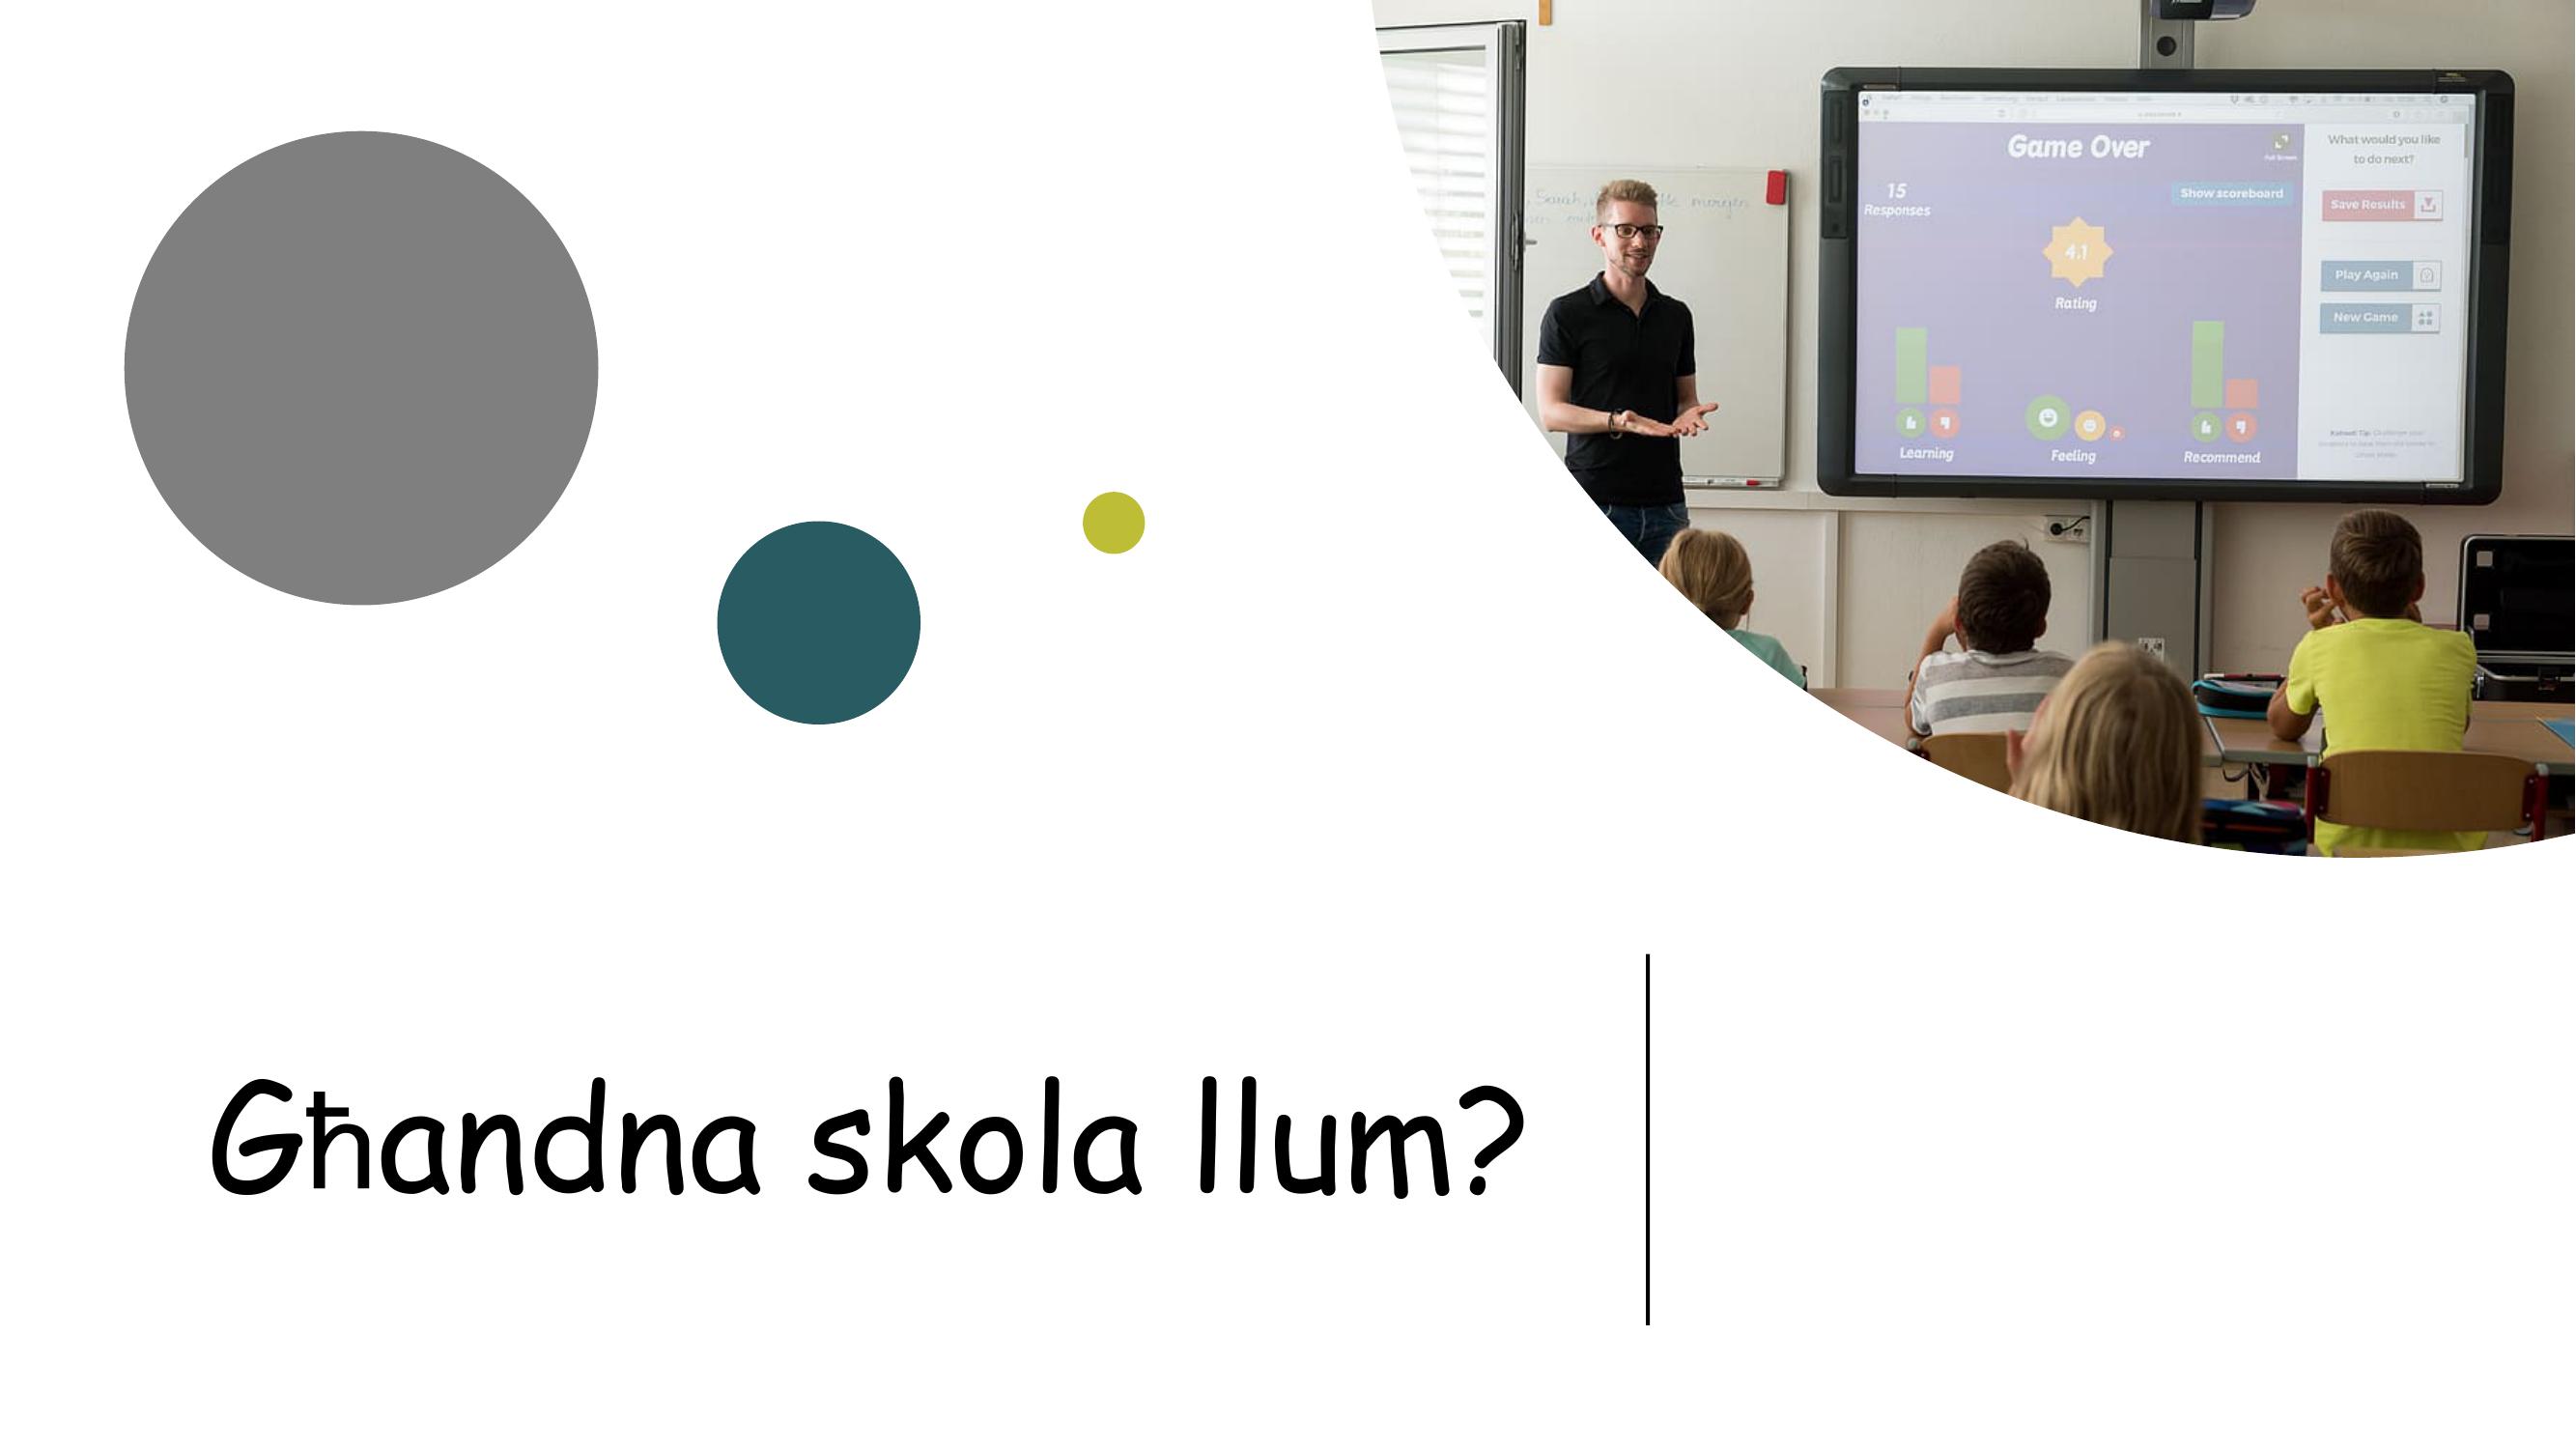 Game Over
What would you like
to do next?
15
Responses
Show scoreboard
Save Results
4.1
Rating
Play Again
New Game
Learning
Feeling
Recommend
Għandna skola llum?